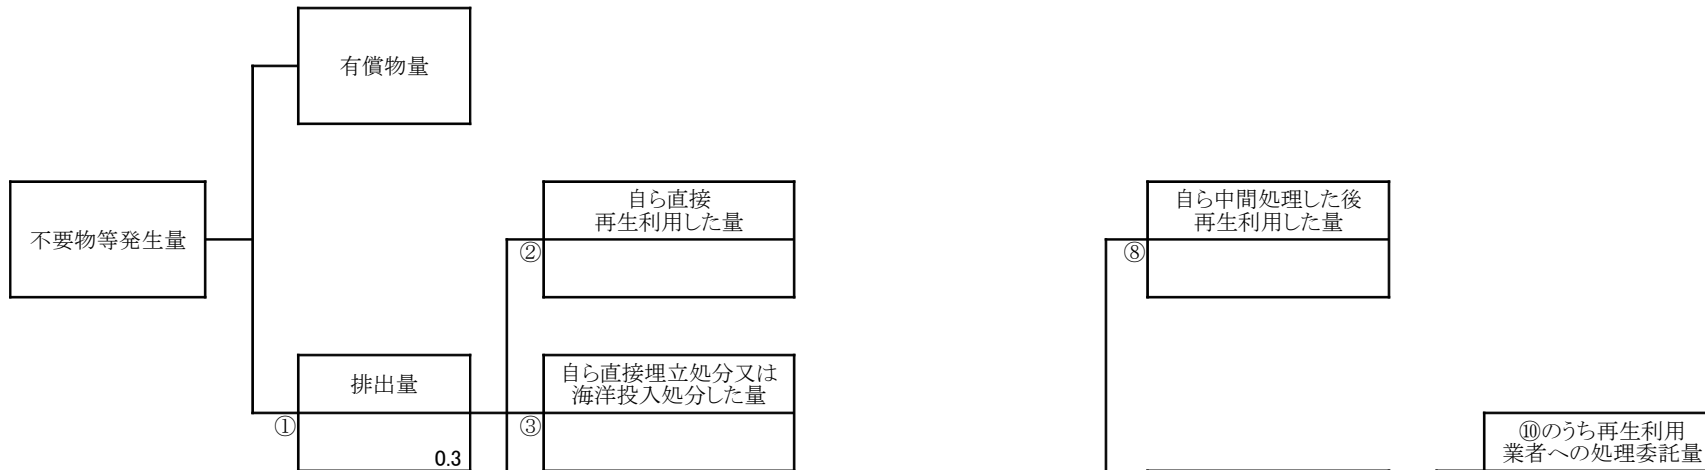 有償物量
不要物等発生量
自ら直接
再生利用した量
②
自ら中間処理した後
再生利用した量
⑧
排出量
①
0.3
自ら直接埋立処分又は
海洋投入処分した量
③
⑩のうち再生利用
業者への処理委託量